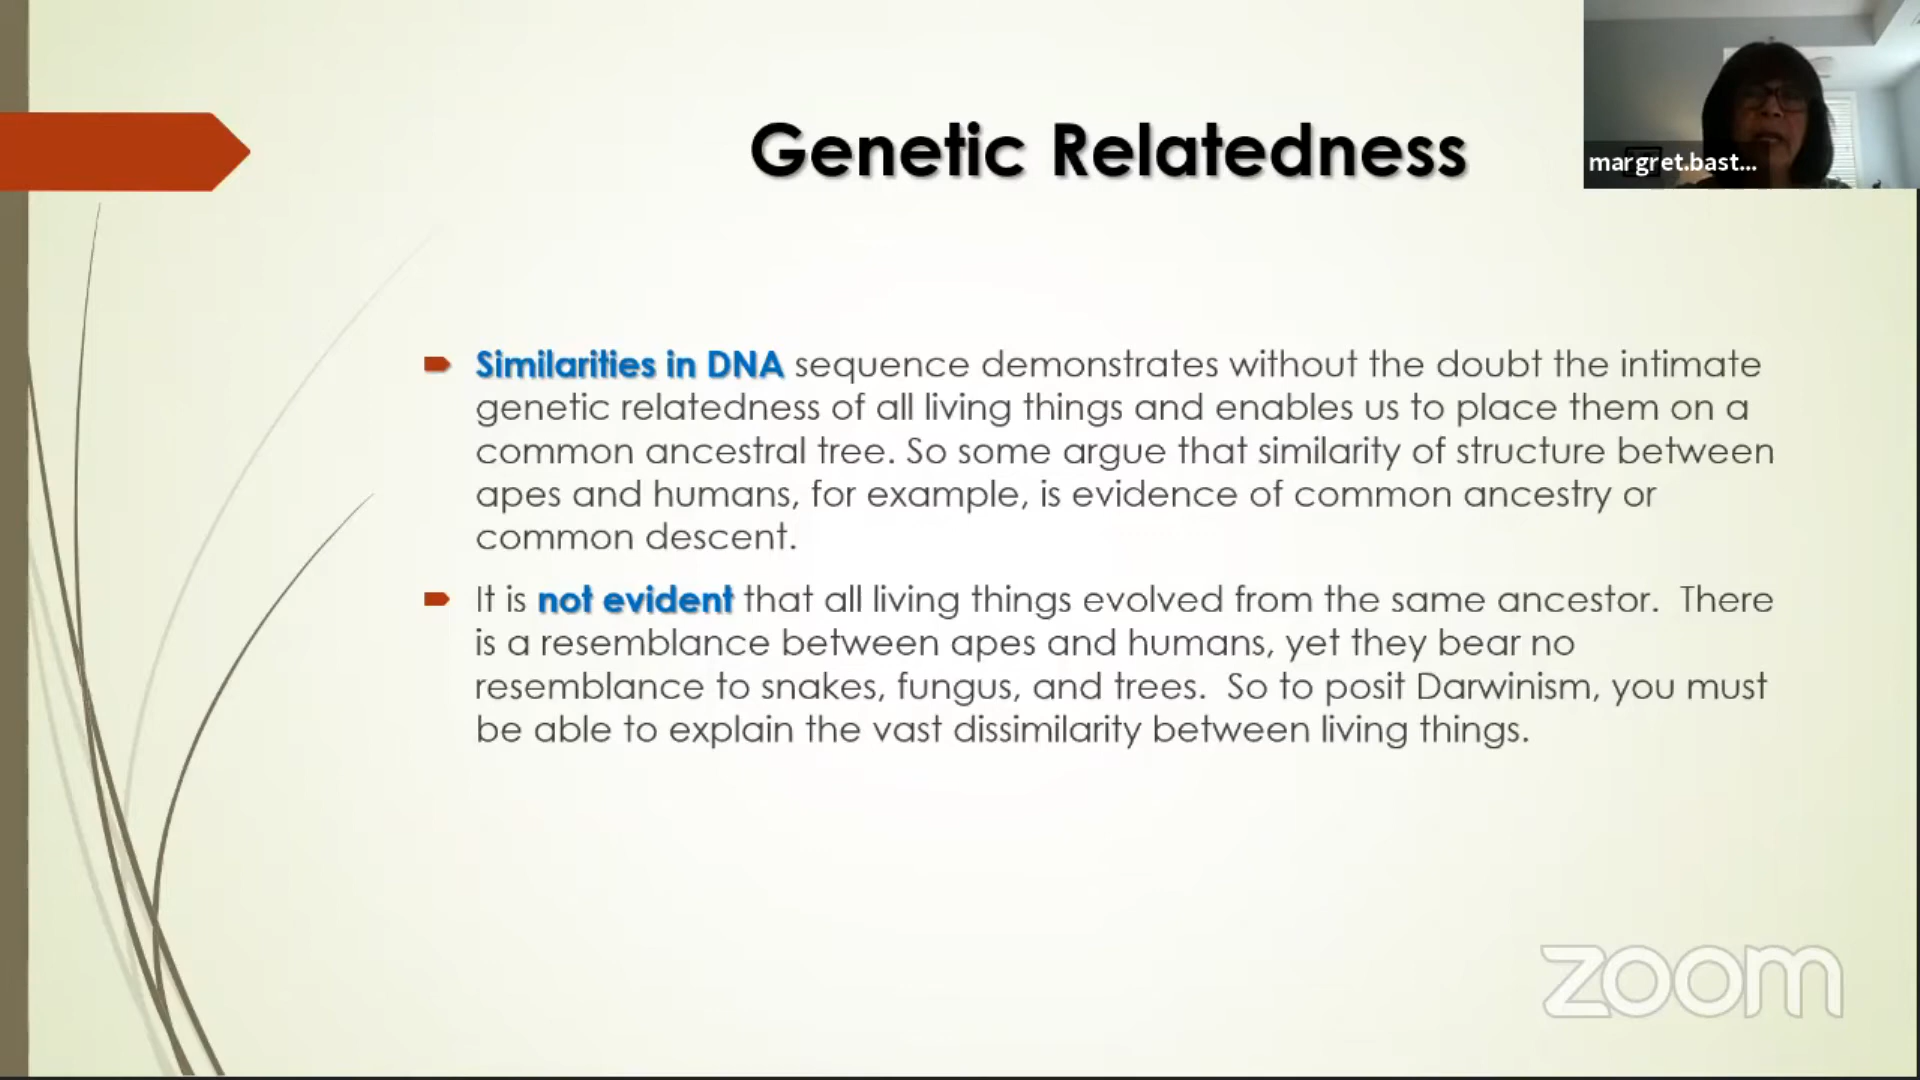 Genetic Relatedness
margret.bast...
Similarities in DNA sequence demonstrates without the doubt the intimate
genetic relatedness of all living things and enables us to place them on a
common ancestral tree. So some argue that similarity of structure between
apes and humans, for example, is evidence of common ancestry or
common descent.
It is not evident that all living things evolved from the same ancestor.  There
is a resemblance between apes and humans, yet they bear no
resemblance to snakes, fungus, and trees.  So to posit Darwinism, you must
be able to explain the vast dissimilarity between living things.
zoom